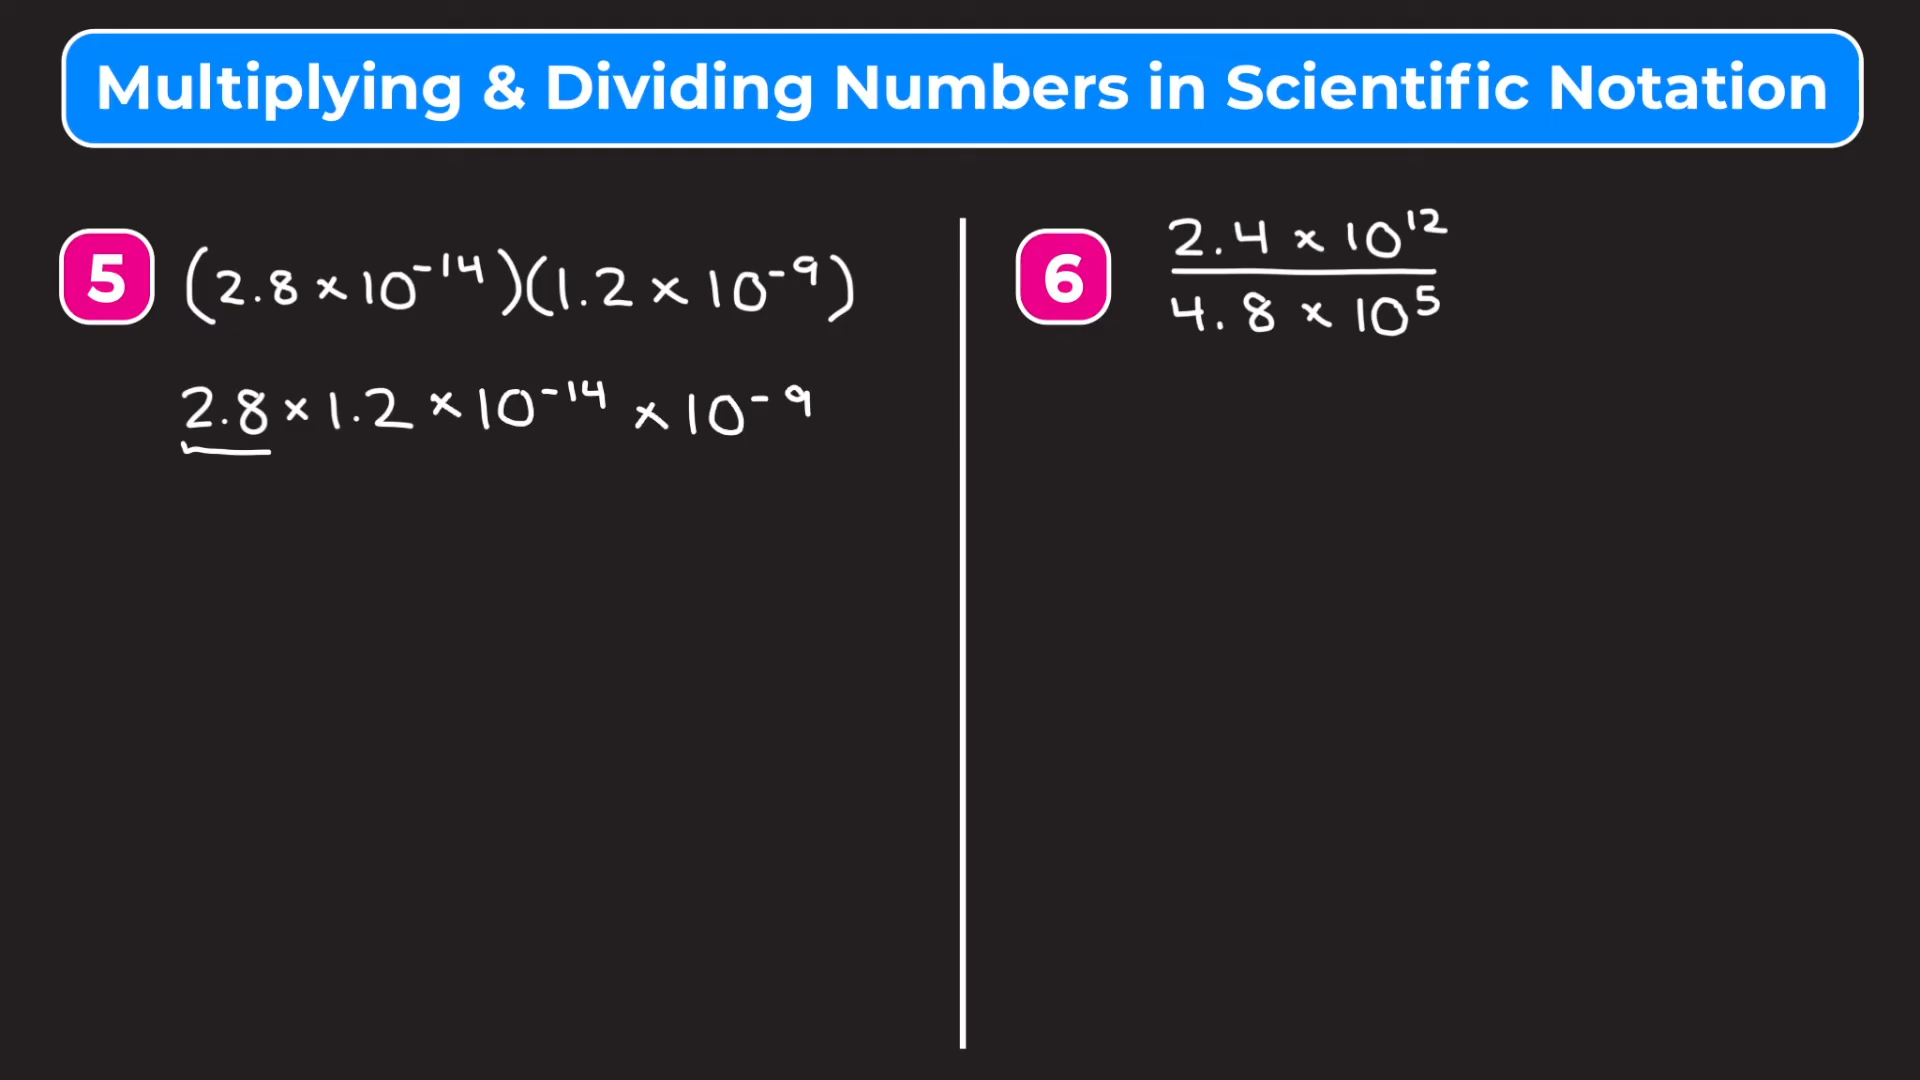 Multiplying & Dividing Numbers in Scientific Notation
5 (2.8 × 10⁻¹⁴)(1.2 × 10⁻⁹)
2.8 × 1.2 × 10⁻¹⁴ × 10⁻⁹
6
2.4 × 10¹²
4.8 × 10⁵